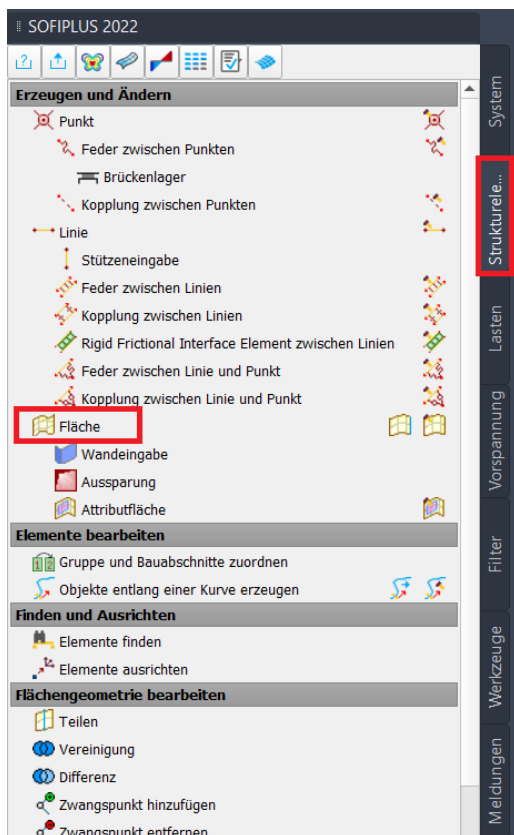 SOFIPLUS 2022
Erzeugen und Ändern
Punkt
Feder zwischen Punkten
Brückenlager
Kopplung zwischen Punkten
Linie
Stützeneingabe
Feder zwischen Linien
Kopplung zwischen Linien
Rigid Frictional Interface Element zwischen Linien
Feder zwischen Linie und Punkt
Kopplung zwischen Linie und Punkt
Fläche
Wandeingabe
Aussparung
Attributfläche
Elemente bearbeiten
Gruppe und Bauabschnitte zuordnen
Objekte entlang einer Kurve erzeugen
Finden und Ausrichten
Elemente finden
Elemente ausrichten
Flächengeometrie bearbeiten
Teilen
Vereinigung
Differenz
Zwangspunkt hinzufügen
Zwangspunkt entfernen
System
Strukturele...
Lasten
Vorspannung
Filter
Werkzeuge
Meldungen